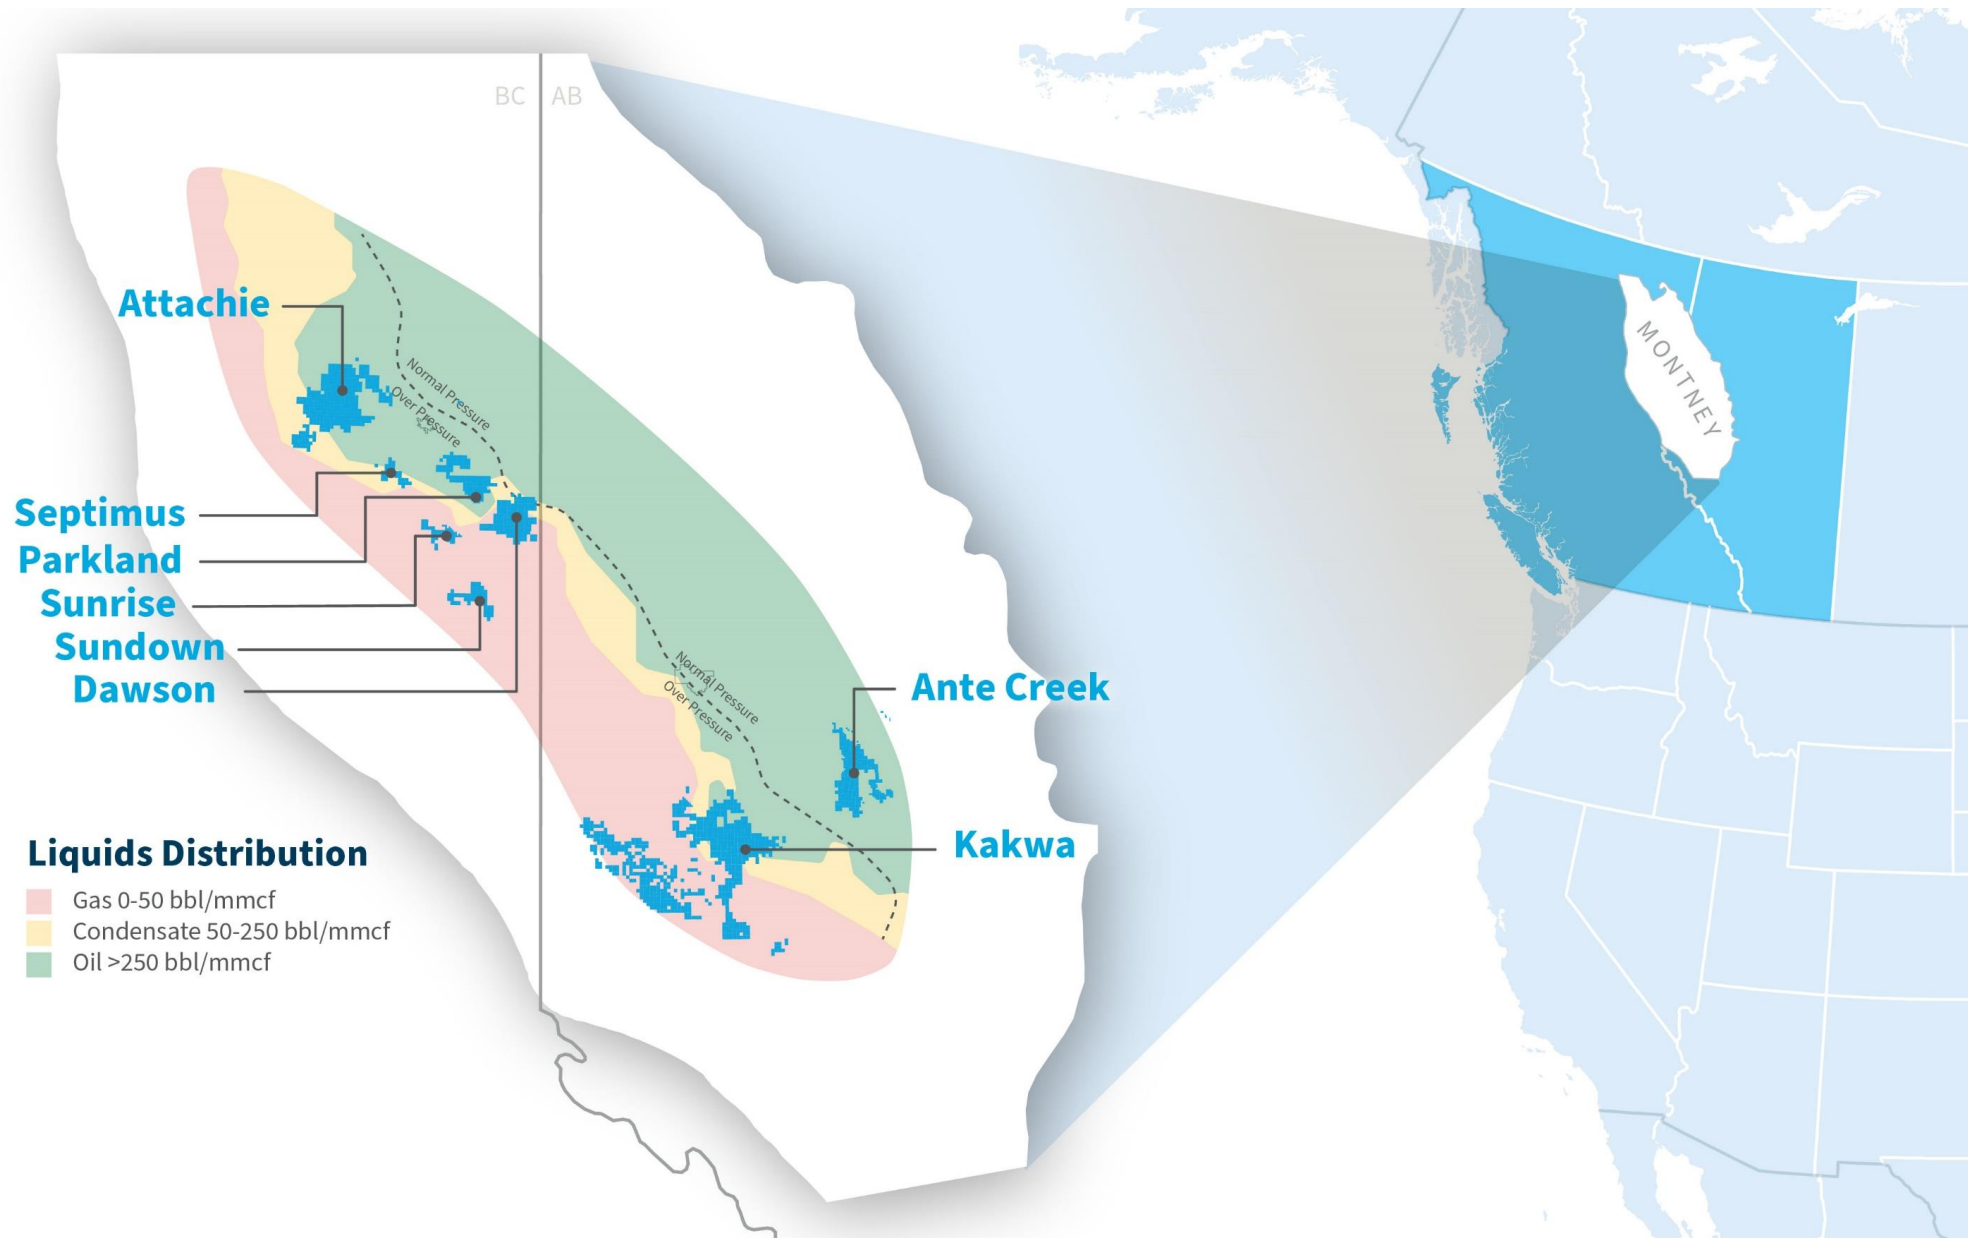 BC AB
Attachie
Normal Pressure
Over Pressure
Septimus
Parkland
Sunrise
Sundown
Dawson
Normal Pressure
Over Pressure
Ante Creek
Kakwa
Liquids Distribution
Gas 0-50 bbl/mmcf
Condensate 50-250 bbl/mmcf
Oil >250 bbl/mmcf
MONTNEY